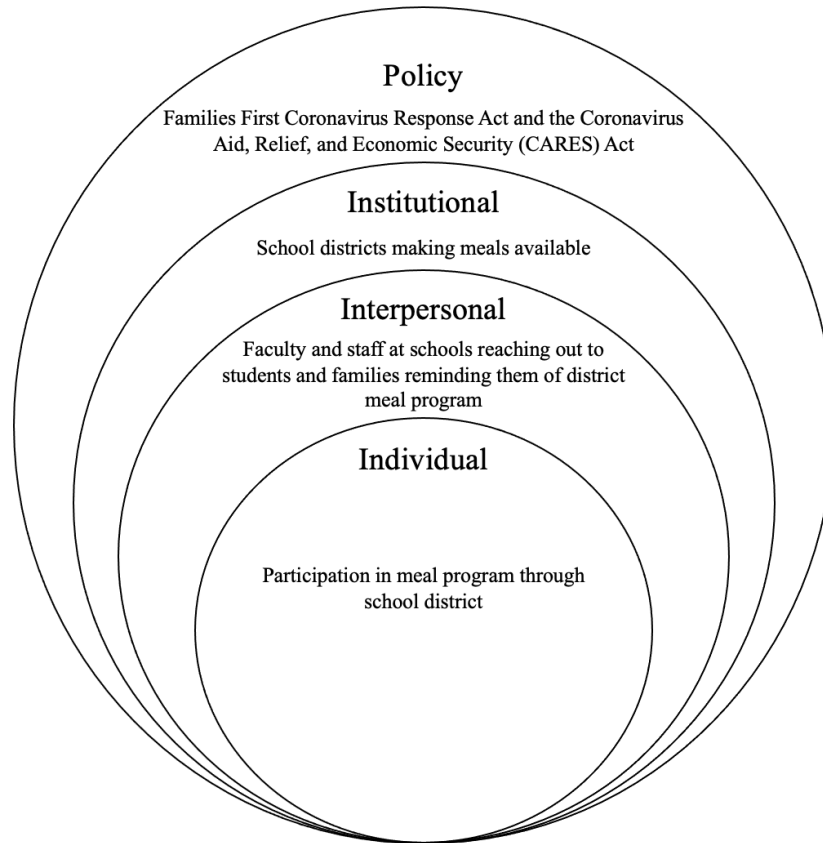 Policy
Families First Coronavirus Response Act and the Coronavirus
Aid, Relief, and Economic Security (CARES) Act
Institutional
School districts making meals available
Interpersonal
Faculty and staff at schools reaching out to
students and families reminding them of district
meal program
Individual
Participation in meal program through
school district